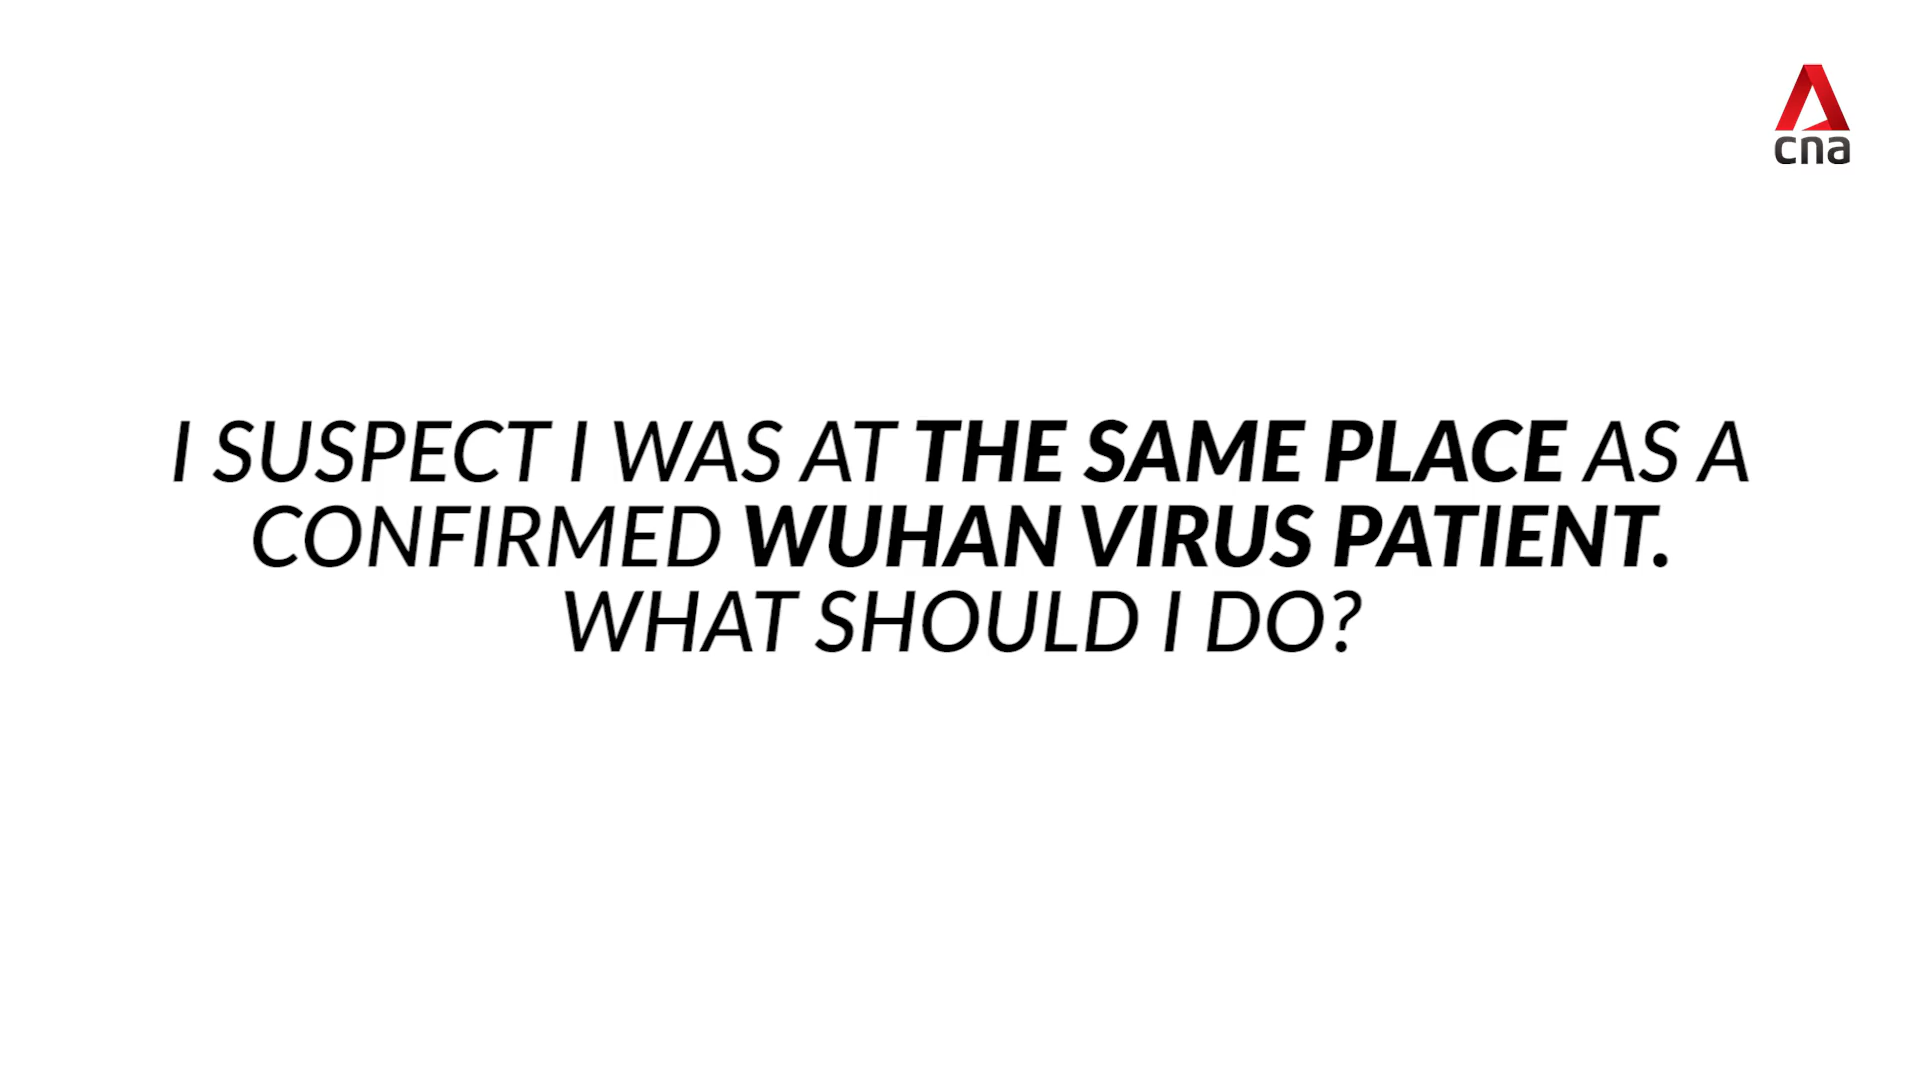 cna
I SUSPECT I WAS AT THE SAME PLACE AS A
CONFIRMED WUHAN VIRUS PATIENT.
WHAT SHOULD I DO?